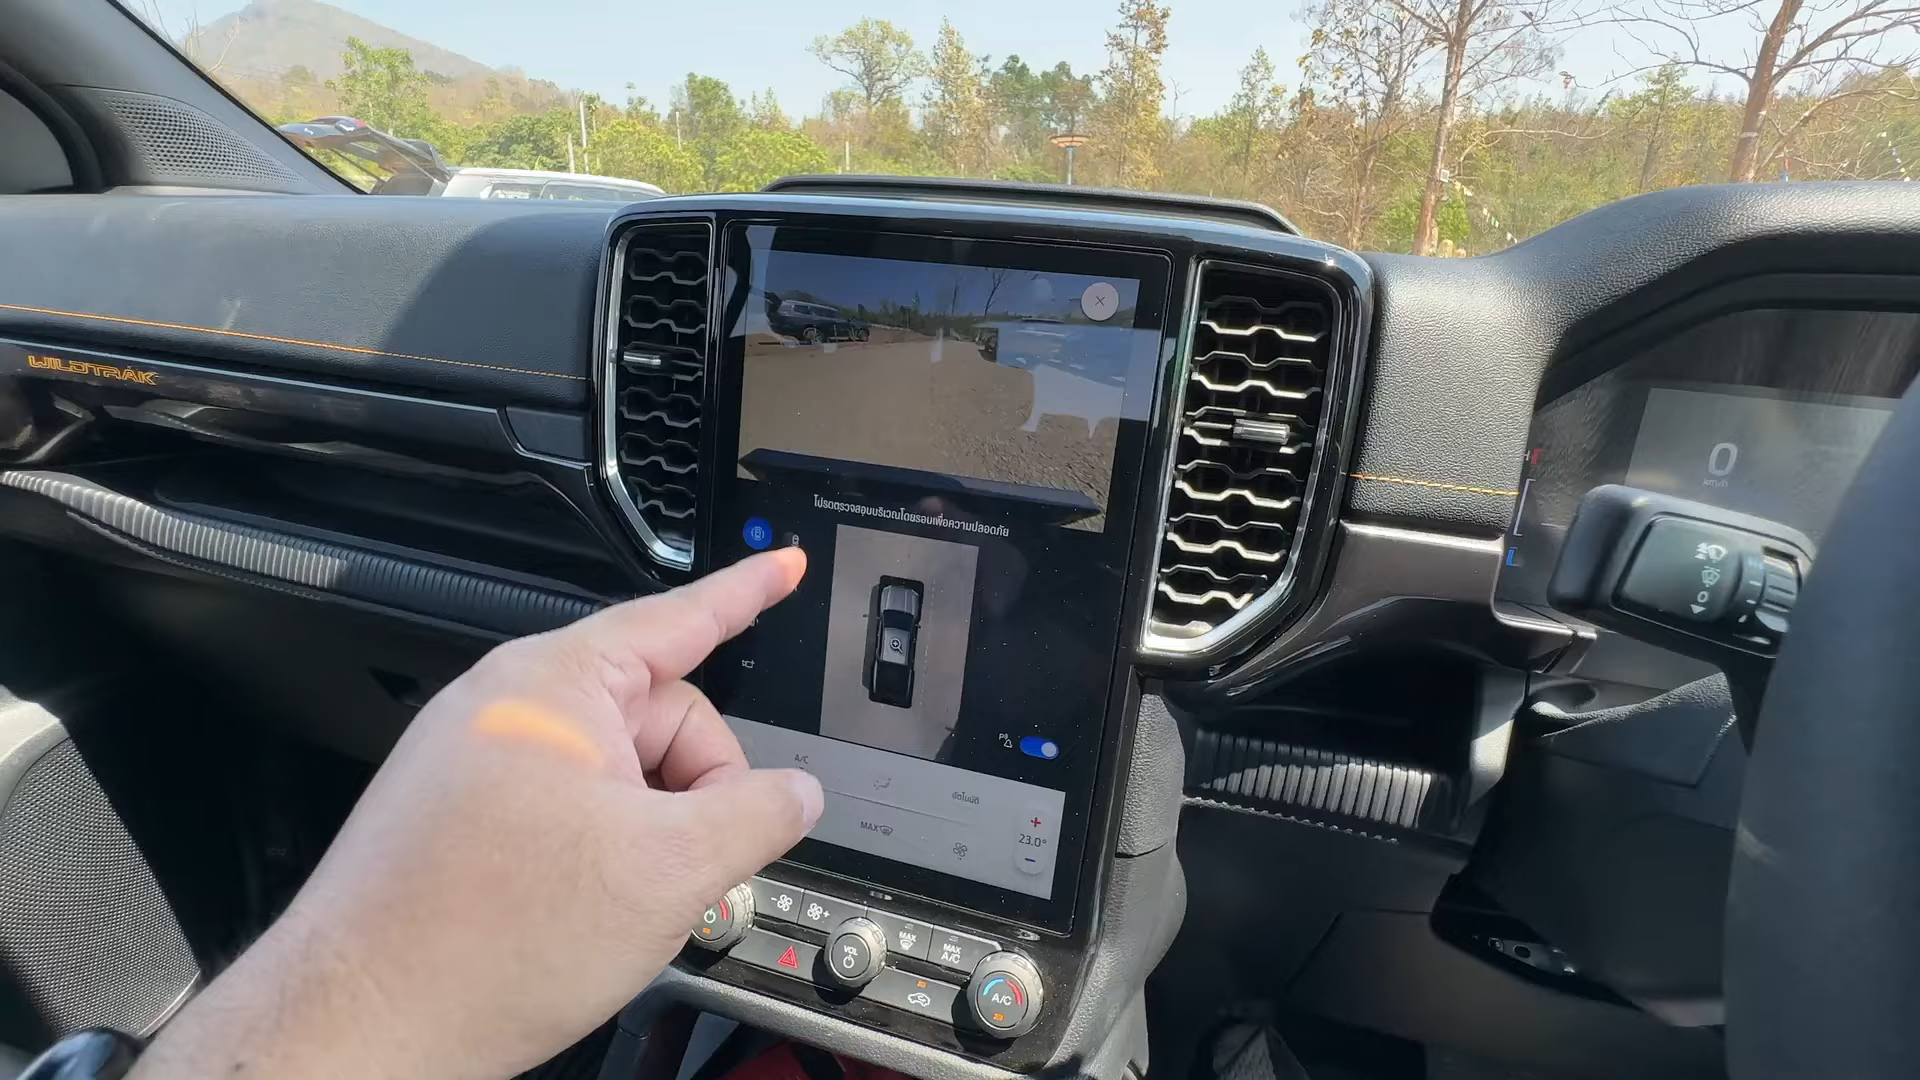 WILDTRAK
โปรดตรวจสอบบริเวณโดยรอบเพื่อความปลอดภัย
A/C
อัตโนมัติ
MAX
+
23.0°
-
VOL
MAX
MAX
A/C
A/C
H
0
km/h